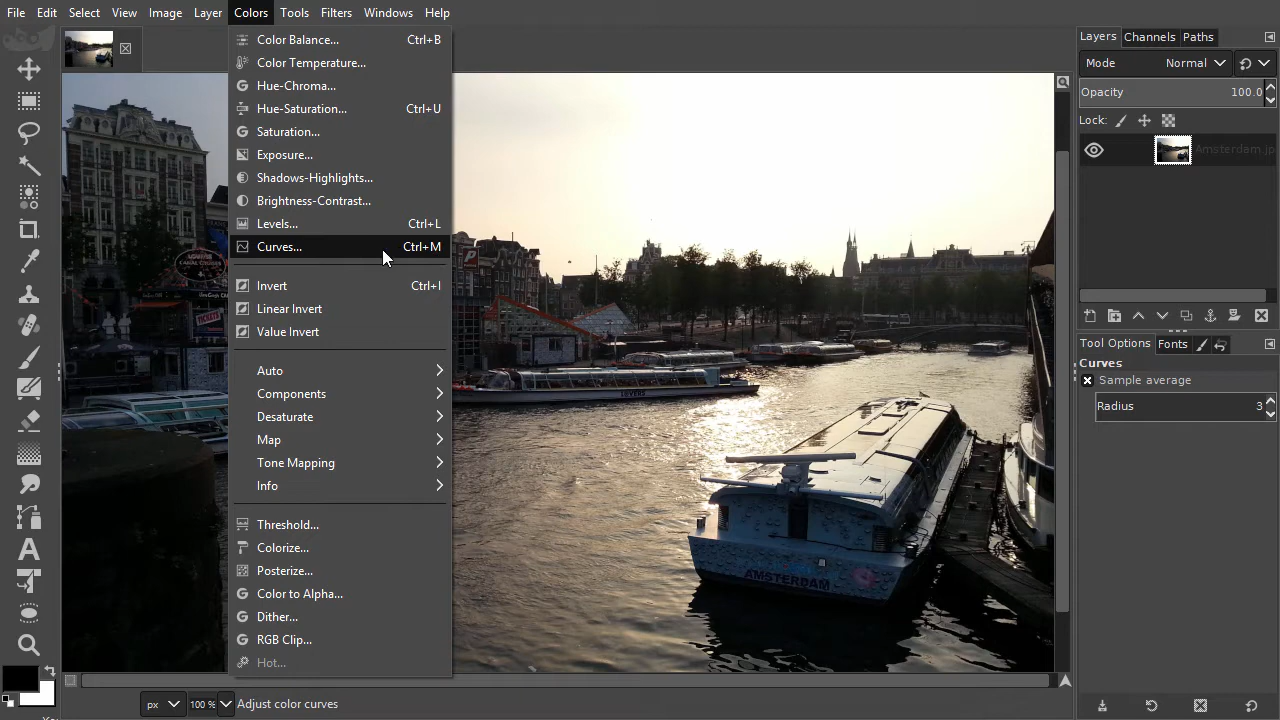 File Edit Select View Image Layer Colors Tools Filters Windows Help
Color Balance... Ctrl+B
Color Temperature...
Hue-Chroma...
Hue-Saturation... Ctrl+U
Saturation...
Exposure...
Shadows-Highlights...
Brightness-Contrast...
Levels... Ctrl+L
Curves... Ctrl+M
Invert Ctrl+I
Linear Invert
Value Invert
Auto
Components
Desaturate
Map
Tone Mapping
Info
Threshold...
Colorize...
Posterize...
Color to Alpha...
Dither...
RGB Clip...
Hot...
TICKETS
P
LOVERS
AMSTERDAM
Layers Channels Paths
Mode Normal
Opacity 100.0
Lock:
Amsterdam.jp
Tool Options Fonts
Curves
Sample average
Radius 3
px 100 % Adjust color curves